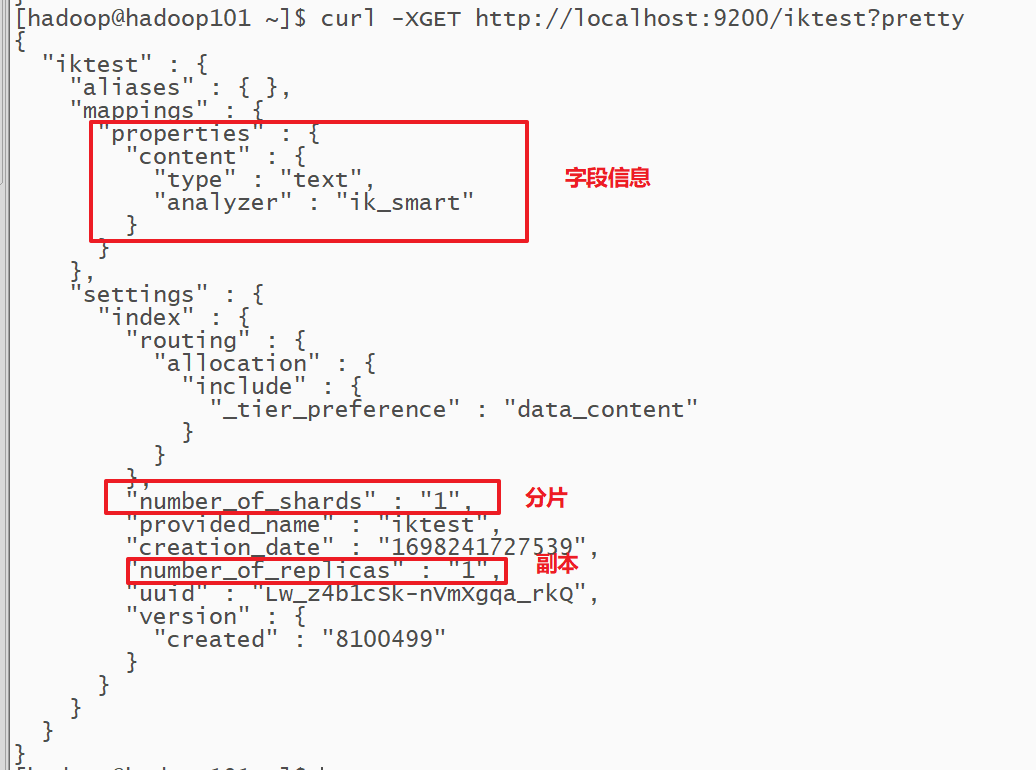 [hadoop@hadoop101 ~]$ curl -XGET http://localhost:9200/iktest?pretty
{
  "iktest" : {
    "aliases" : { },
    "mappings" : {
      "properties" : {
        "content" : {
          "type" : "text",
          "analyzer" : "ik_smart"
        }
      }
    },
字段信息
    "settings" : {
      "index" : {
        "routing" : {
          "allocation" : {
            "include" : {
              "_tier_preference" : "data_content"
            }
          }
        },
        "number_of_shards" : "1",
分片
        "provided_name" : "iktest",
        "creation_date" : "1698241727539",
        "number_of_replicas" : "1",
副本
        "uuid" : "Lw_z4b1cSk-nVmXgqa_rkQ",
        "version" : {
          "created" : "8100499"
        }
      }
    }
  }
}